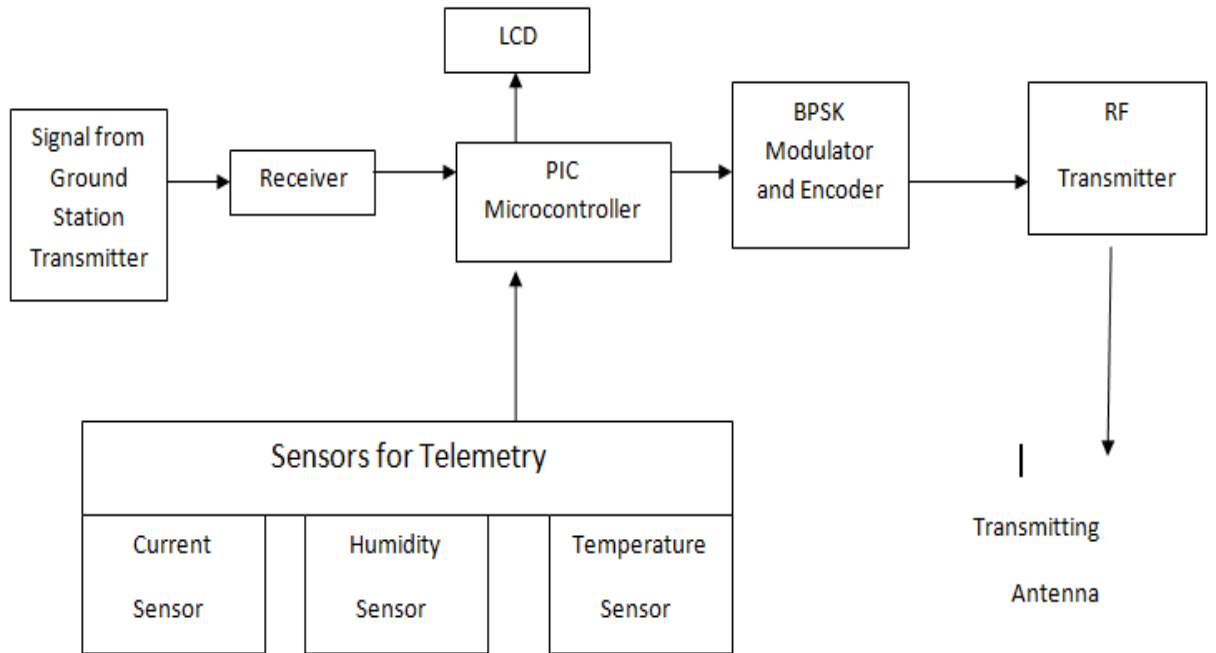 LCD
Signal from
Ground
Station
Transmitter
Receiver
PIC
Microcontroller
BPSK
Modulator
and Encoder
RF
Transmitter
Sensors for Telemetry
Current
Sensor
Humidity
Sensor
Temperature
Sensor
Transmitting
Antenna